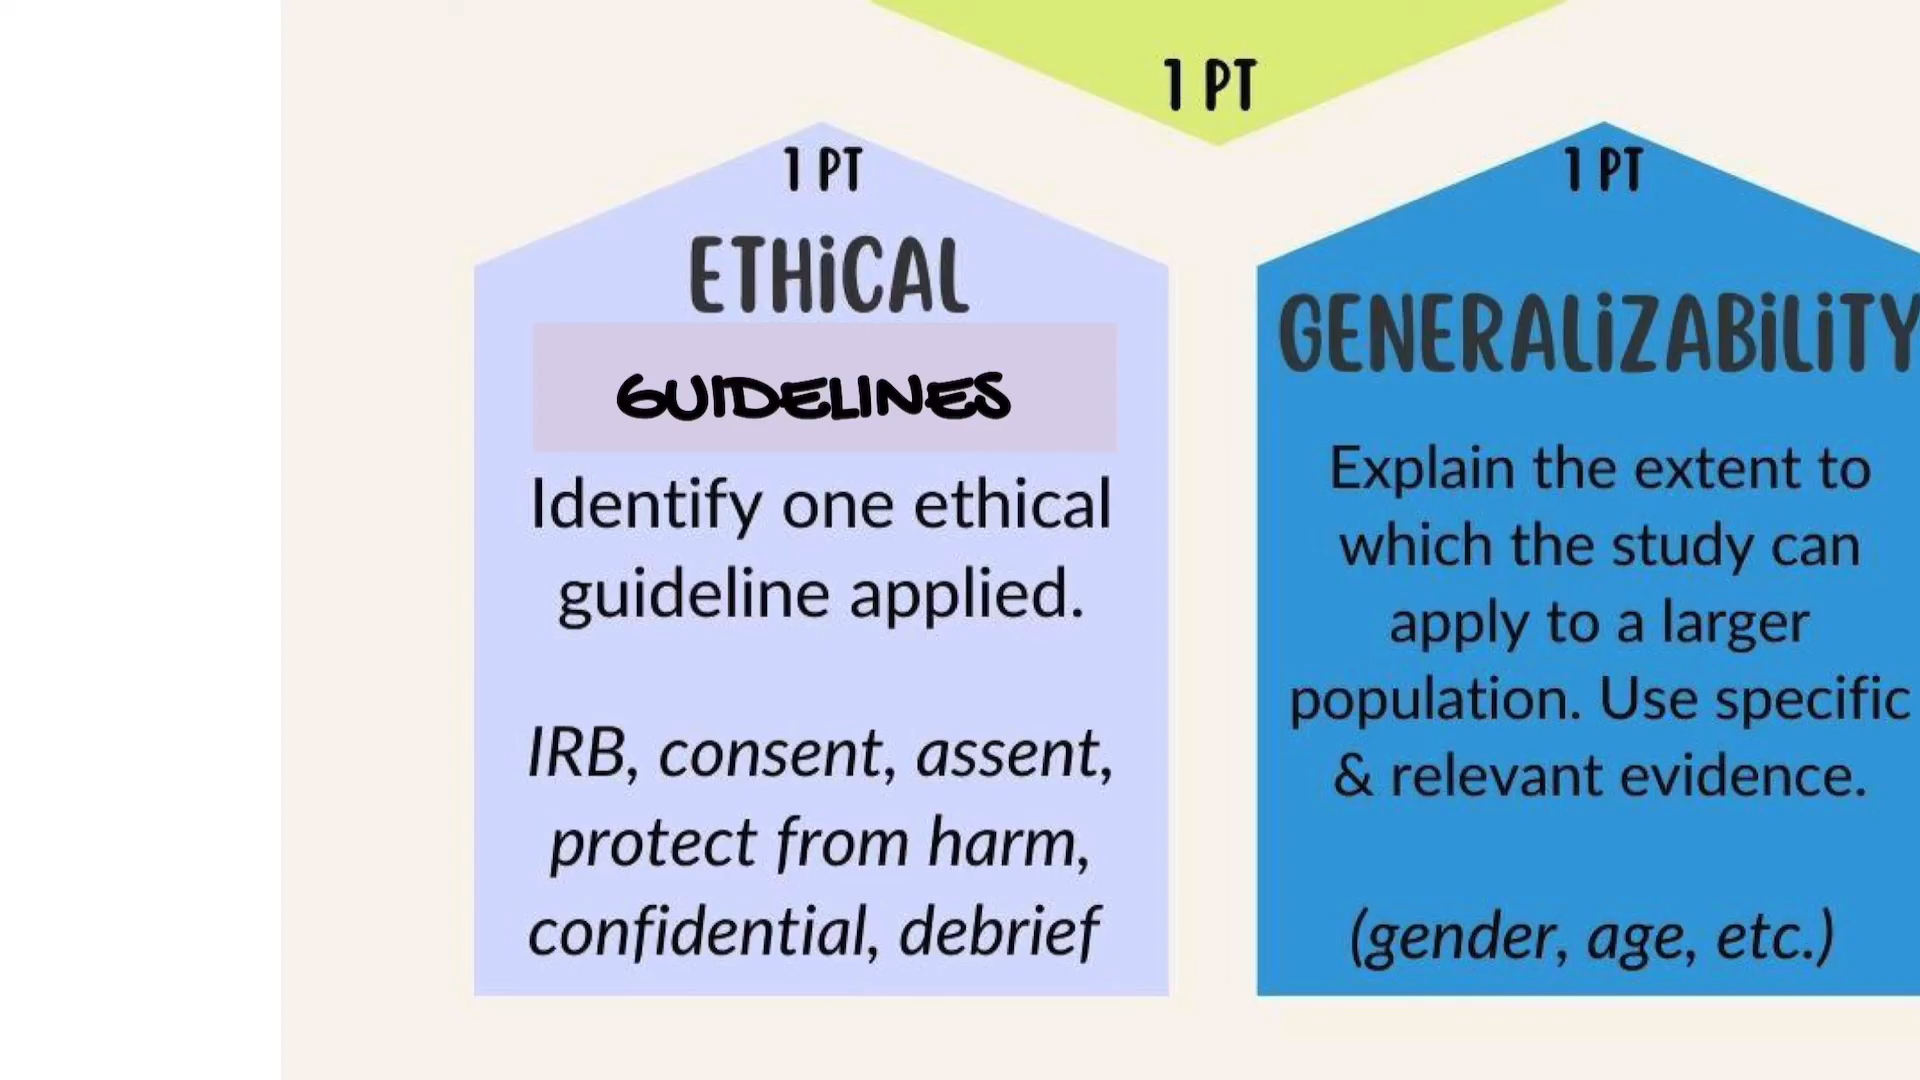 1 PT
1 PT
ETHiCAL
GUIDELINES
Identify one ethical
guideline applied.
IRB, consent, assent,
protect from harm,
confidential, debrief
1 PT
GENERALiZABiLiTY
Explain the extent to
which the study can
apply to a larger
population. Use specific
& relevant evidence.
(gender, age, etc.)